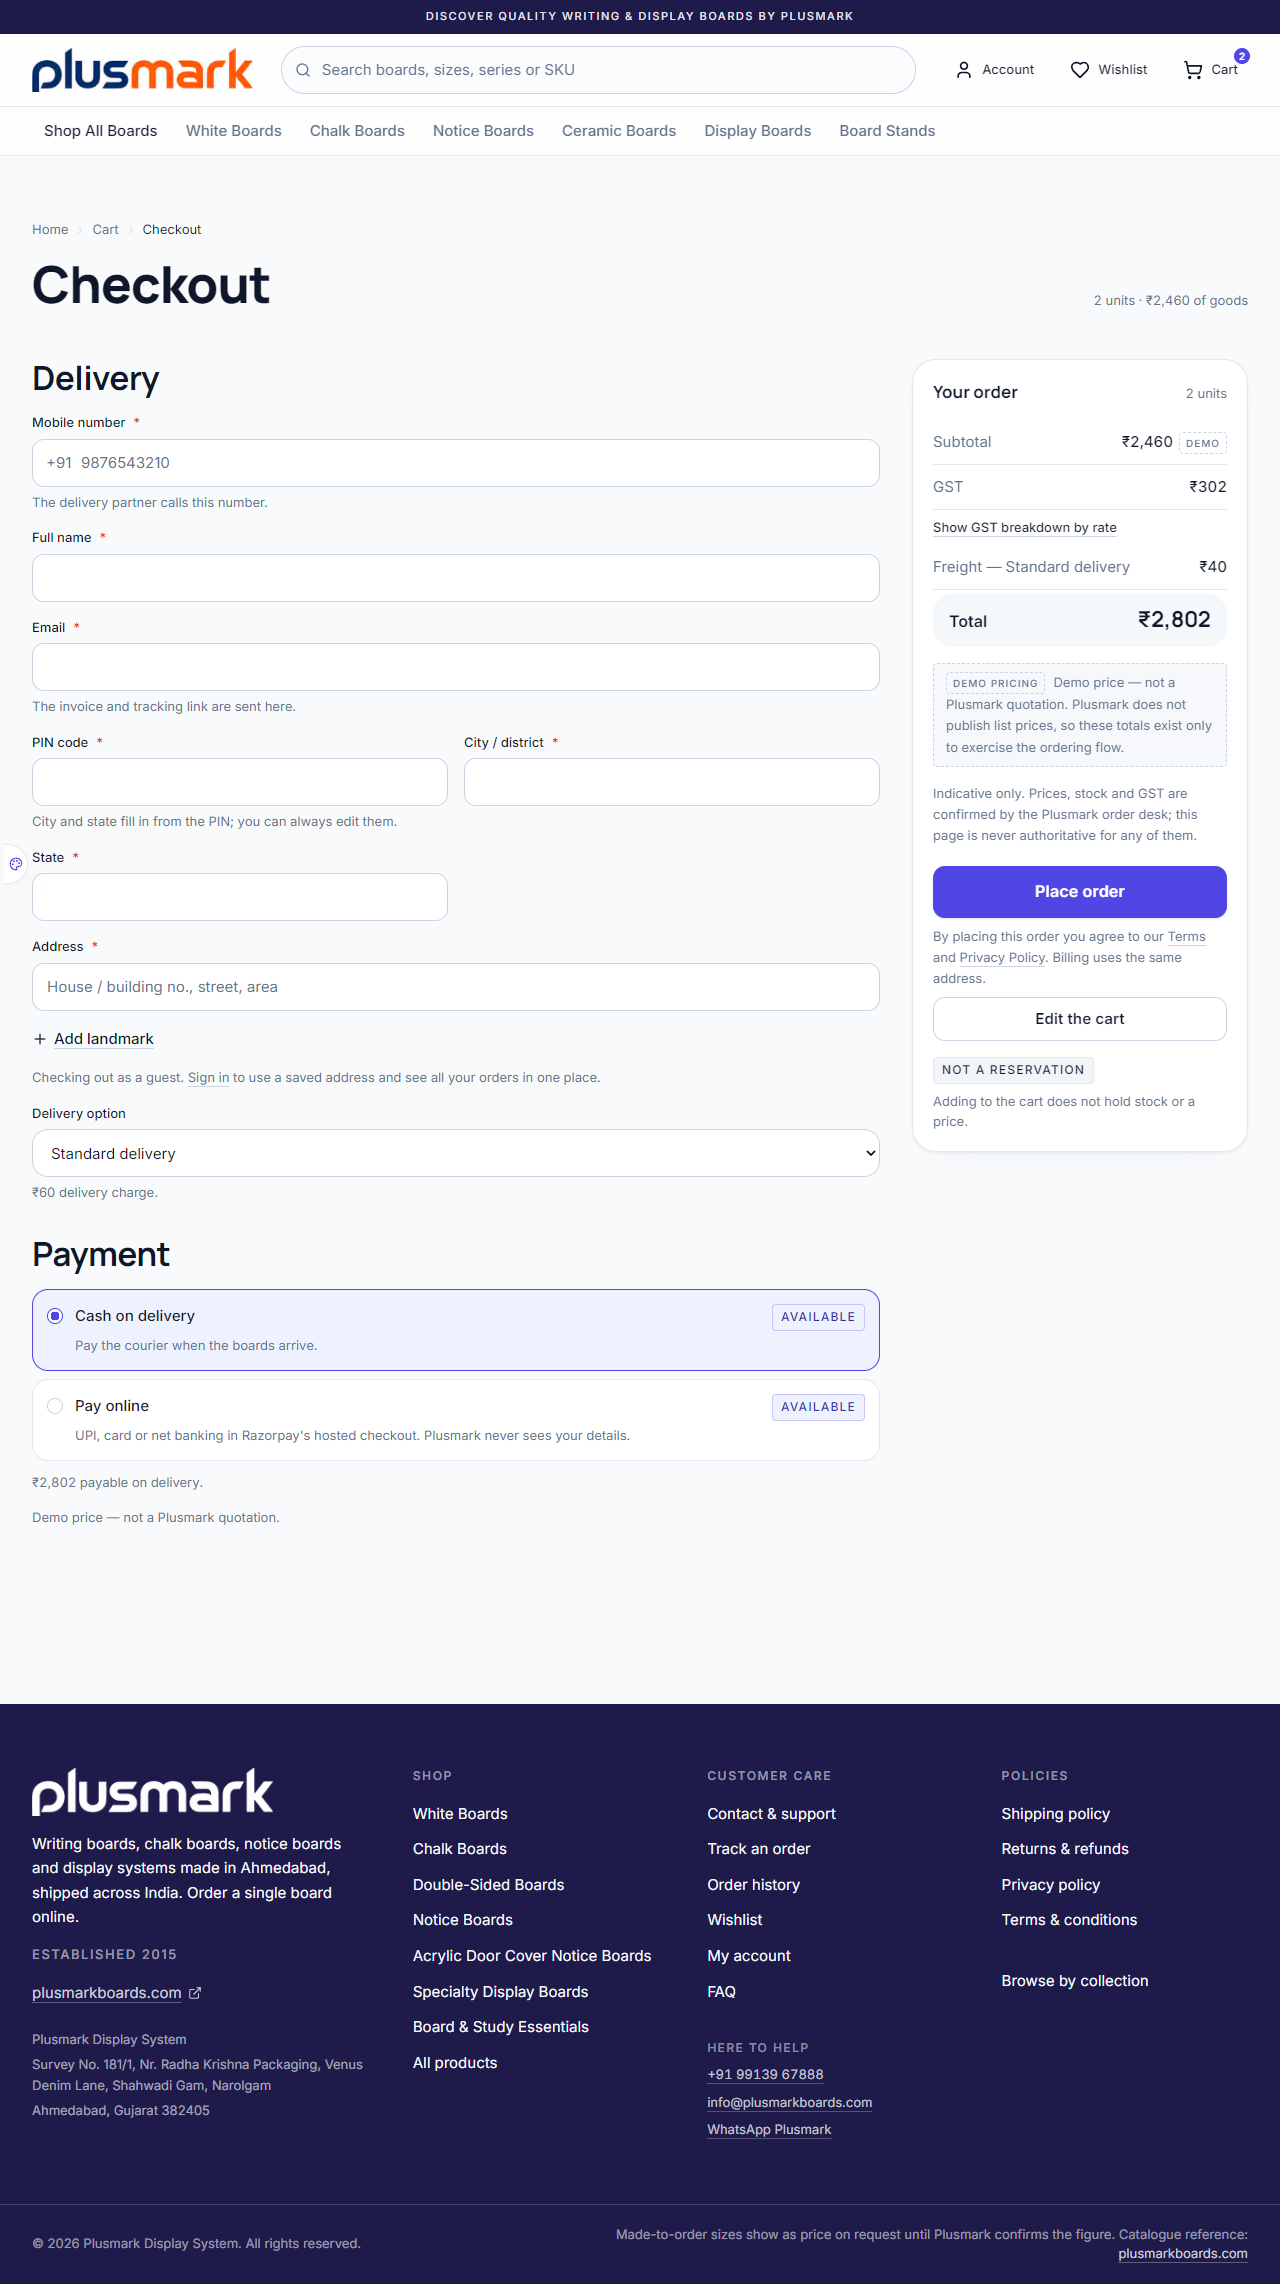 DISCOVER QUALITY WRITING & DISPLAY BOARDS BY PLUSMARK
plusmark
Search boards, sizes, series or SKU
Account
Wishlist
Cart
2
Shop All Boards
White Boards
Chalk Boards
Notice Boards
Ceramic Boards
Display Boards
Board Stands
Home
Cart
Checkout
Checkout
2 units · ₹2,460 of goods
Delivery
Mobile number *
+91 9876543210
The delivery partner calls this number.
Full name *
Email *
The invoice and tracking link are sent here.
PIN code *
City / district *
City and state fill in from the PIN; you can always edit them.
State *
Address *
House / building no., street, area
Add landmark
Checking out as a guest. Sign in to use a saved address and see all your orders in one place.
Delivery option
Standard delivery
₹60 delivery charge.
Payment
Cash on delivery
AVAILABLE
Pay the courier when the boards arrive.
Pay online
AVAILABLE
UPI, card or net banking in Razorpay's hosted checkout. Plusmark never sees your details.
₹2,802 payable on delivery.
Demo price — not a Plusmark quotation.
Your order
2 units
Subtotal
₹2,460 DEMO
GST
₹302
Show GST breakdown by rate
Freight — Standard delivery
₹40
Total
₹2,802
DEMO PRICING Demo price — not a
Plusmark quotation. Plusmark does not
publish list prices, so these totals exist only
to exercise the ordering flow.
Indicative only. Prices, stock and GST are
confirmed by the Plusmark order desk; this
page is never authoritative for any of them.
Place order
By placing this order you agree to our Terms
and Privacy Policy. Billing uses the same
address.
Edit the cart
NOT A RESERVATION
Adding to the cart does not hold stock or a
price.
plusmark
Writing boards, chalk boards, notice boards
and display systems made in Ahmedabad,
shipped across India. Order a single board
online.
ESTABLISHED 2015
plusmarkboards.com
Plusmark Display System
Survey No. 181/1, Nr. Radha Krishna Packaging, Venus
Denim Lane, Shahwadi Gam, Narolgam
Ahmedabad, Gujarat 382405
SHOP
White Boards
Chalk Boards
Double-Sided Boards
Notice Boards
Acrylic Door Cover Notice Boards
Specialty Display Boards
Board & Study Essentials
All products
CUSTOMER CARE
Contact & support
Track an order
Order history
Wishlist
My account
FAQ
HERE TO HELP
+91 99139 67888
info@plusmarkboards.com
WhatsApp Plusmark
POLICIES
Shipping policy
Returns & refunds
Privacy policy
Terms & conditions
Browse by collection
© 2026 Plusmark Display System. All rights reserved.
Made-to-order sizes show as price on request until Plusmark confirms the figure. Catalogue reference:
plusmarkboards.com